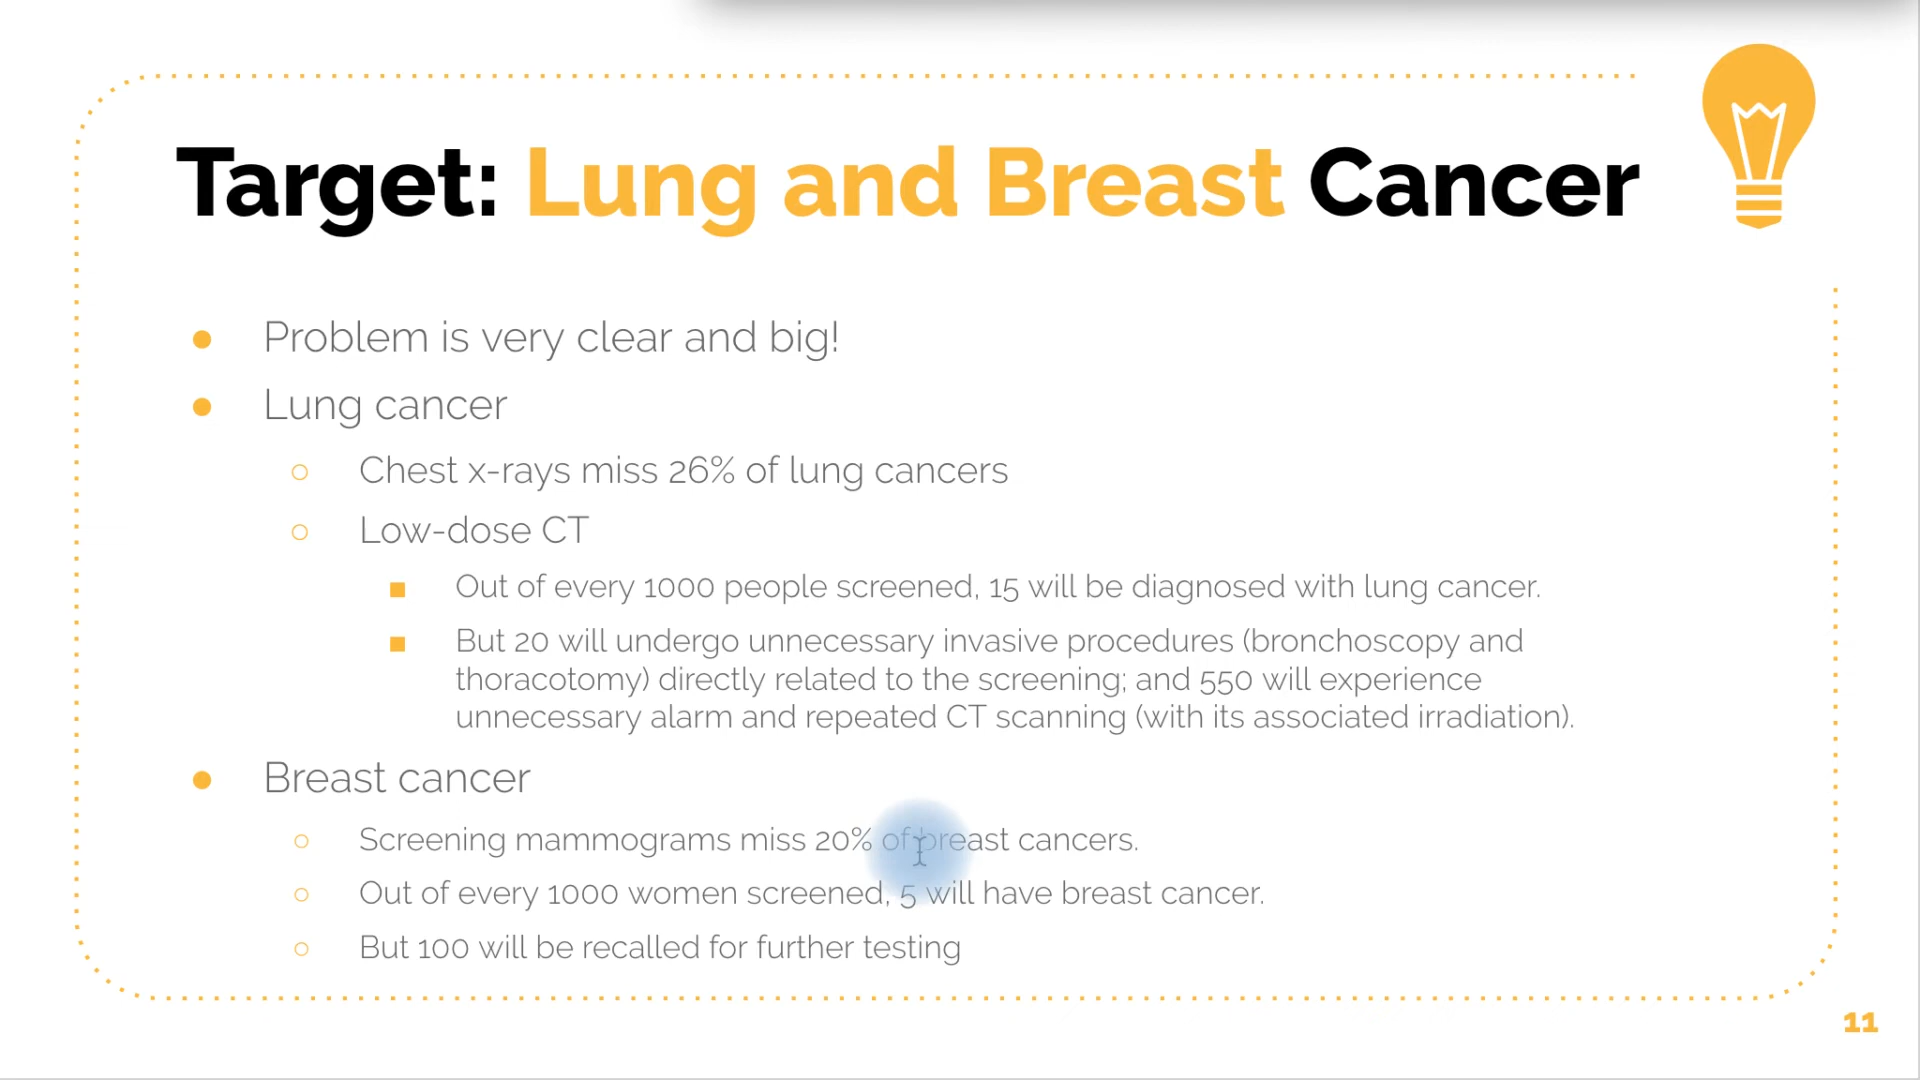 Target: Lung and Breast Cancer
Problem is very clear and big!
Lung cancer
Chest x-rays miss 26% of lung cancers
Low-dose CT
Out of every 1000 people screened, 15 will be diagnosed with lung cancer.
But 20 will undergo unnecessary invasive procedures (bronchoscopy and
thoracotomy) directly related to the screening; and 550 will experience
unnecessary alarm and repeated CT scanning (with its associated irradiation).
Breast cancer
Screening mammograms miss 20% of breast cancers.
Out of every 1000 women screened, 5 will have breast cancer.
But 100 will be recalled for further testing
11